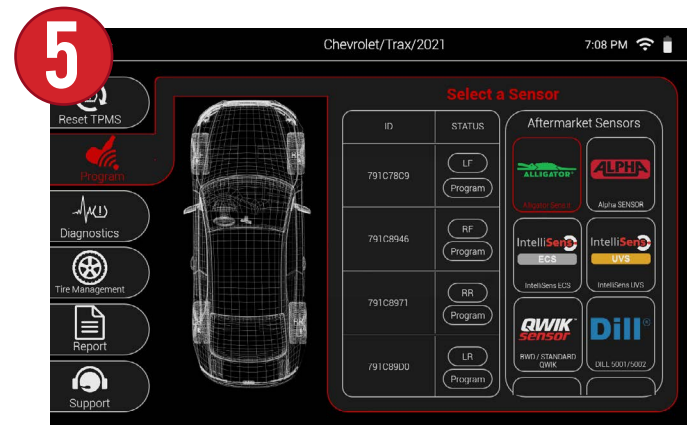 5
Chevrolet/Trax/2021
7:08 PM
Reset TPMS
Program
Diagnostics
Tire Management
Report
Support
Select a Sensor
ID STATUS
791C78C9 LF
Program
791C8946 RF
Program
791C8971 RR
Program
791C89D0 LR
Program
Aftermarket Sensors
ALLIGATOR®
Alligator Sens.it
ALPHA
Alpha SENSOR
IntelliSens
ECS
IntelliSens ECS
IntelliSens
UVS
IntelliSens UVS
QWIK
sensor
RWD / STANDARD
QWIK
Dill®
DILL 5001/5002